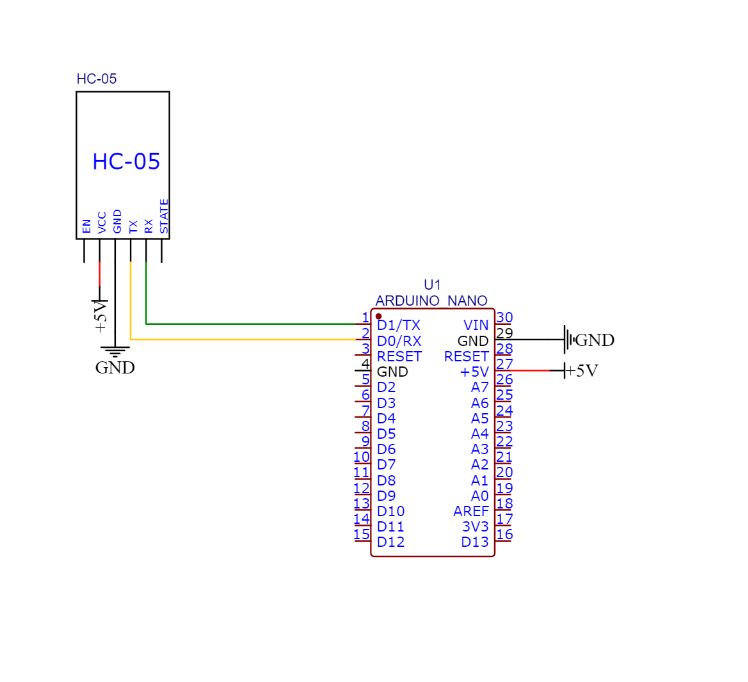 HC-05
HC-05
EN
VCC
GND
TX
RX
STATE
+5V
GND
U1
ARDUINO NANO
1 D1/TX VIN 30
2 D0/RX GND 29 GND
3 RESET RESET 28
4 GND +5V 27 +5V
5 D2 A7 26
6 D3 A6 25
7 D4 A5 24
8 D5 A4 23
9 D6 A3 22
10 D7 A2 21
11 D8 A1 20
12 D9 A0 19
13 D10 AREF 18
14 D11 3V3 17
15 D12 D13 16